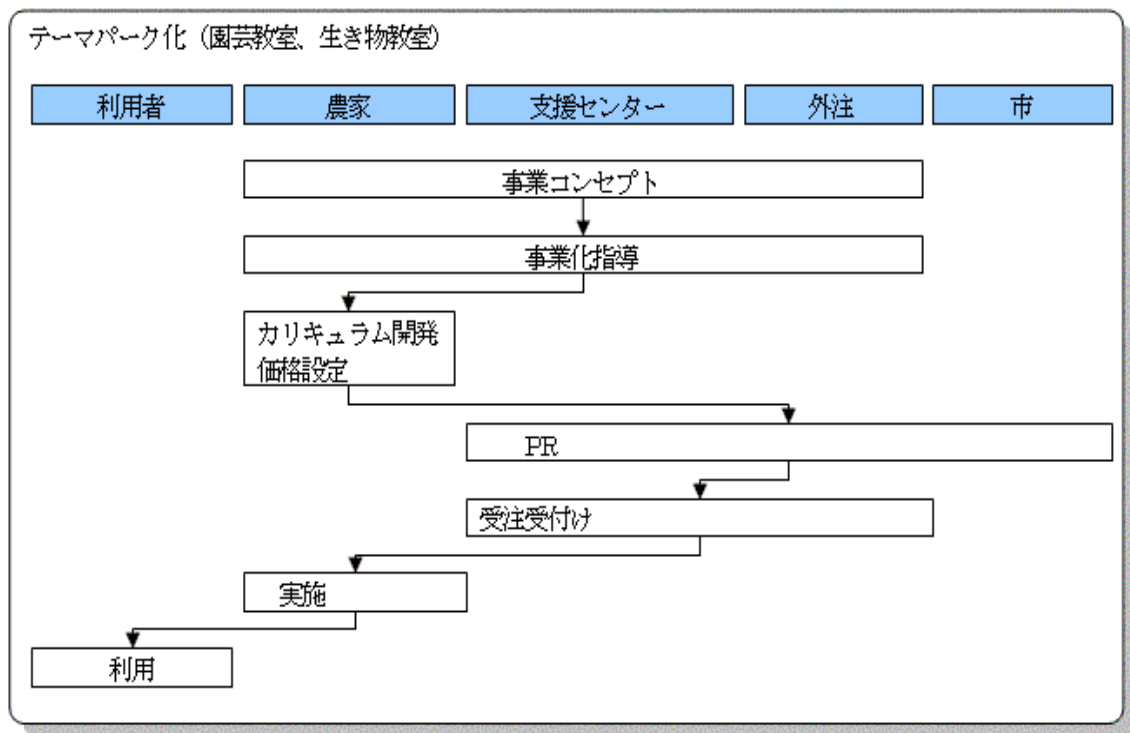 テーマパーク化（園芸教室、生き物教室）
利用者 農家 支援センター 外注 市
事業コンセプト
事業化指導
カリキュラム開発
価格設定
PR
受注受付け
実施
利用